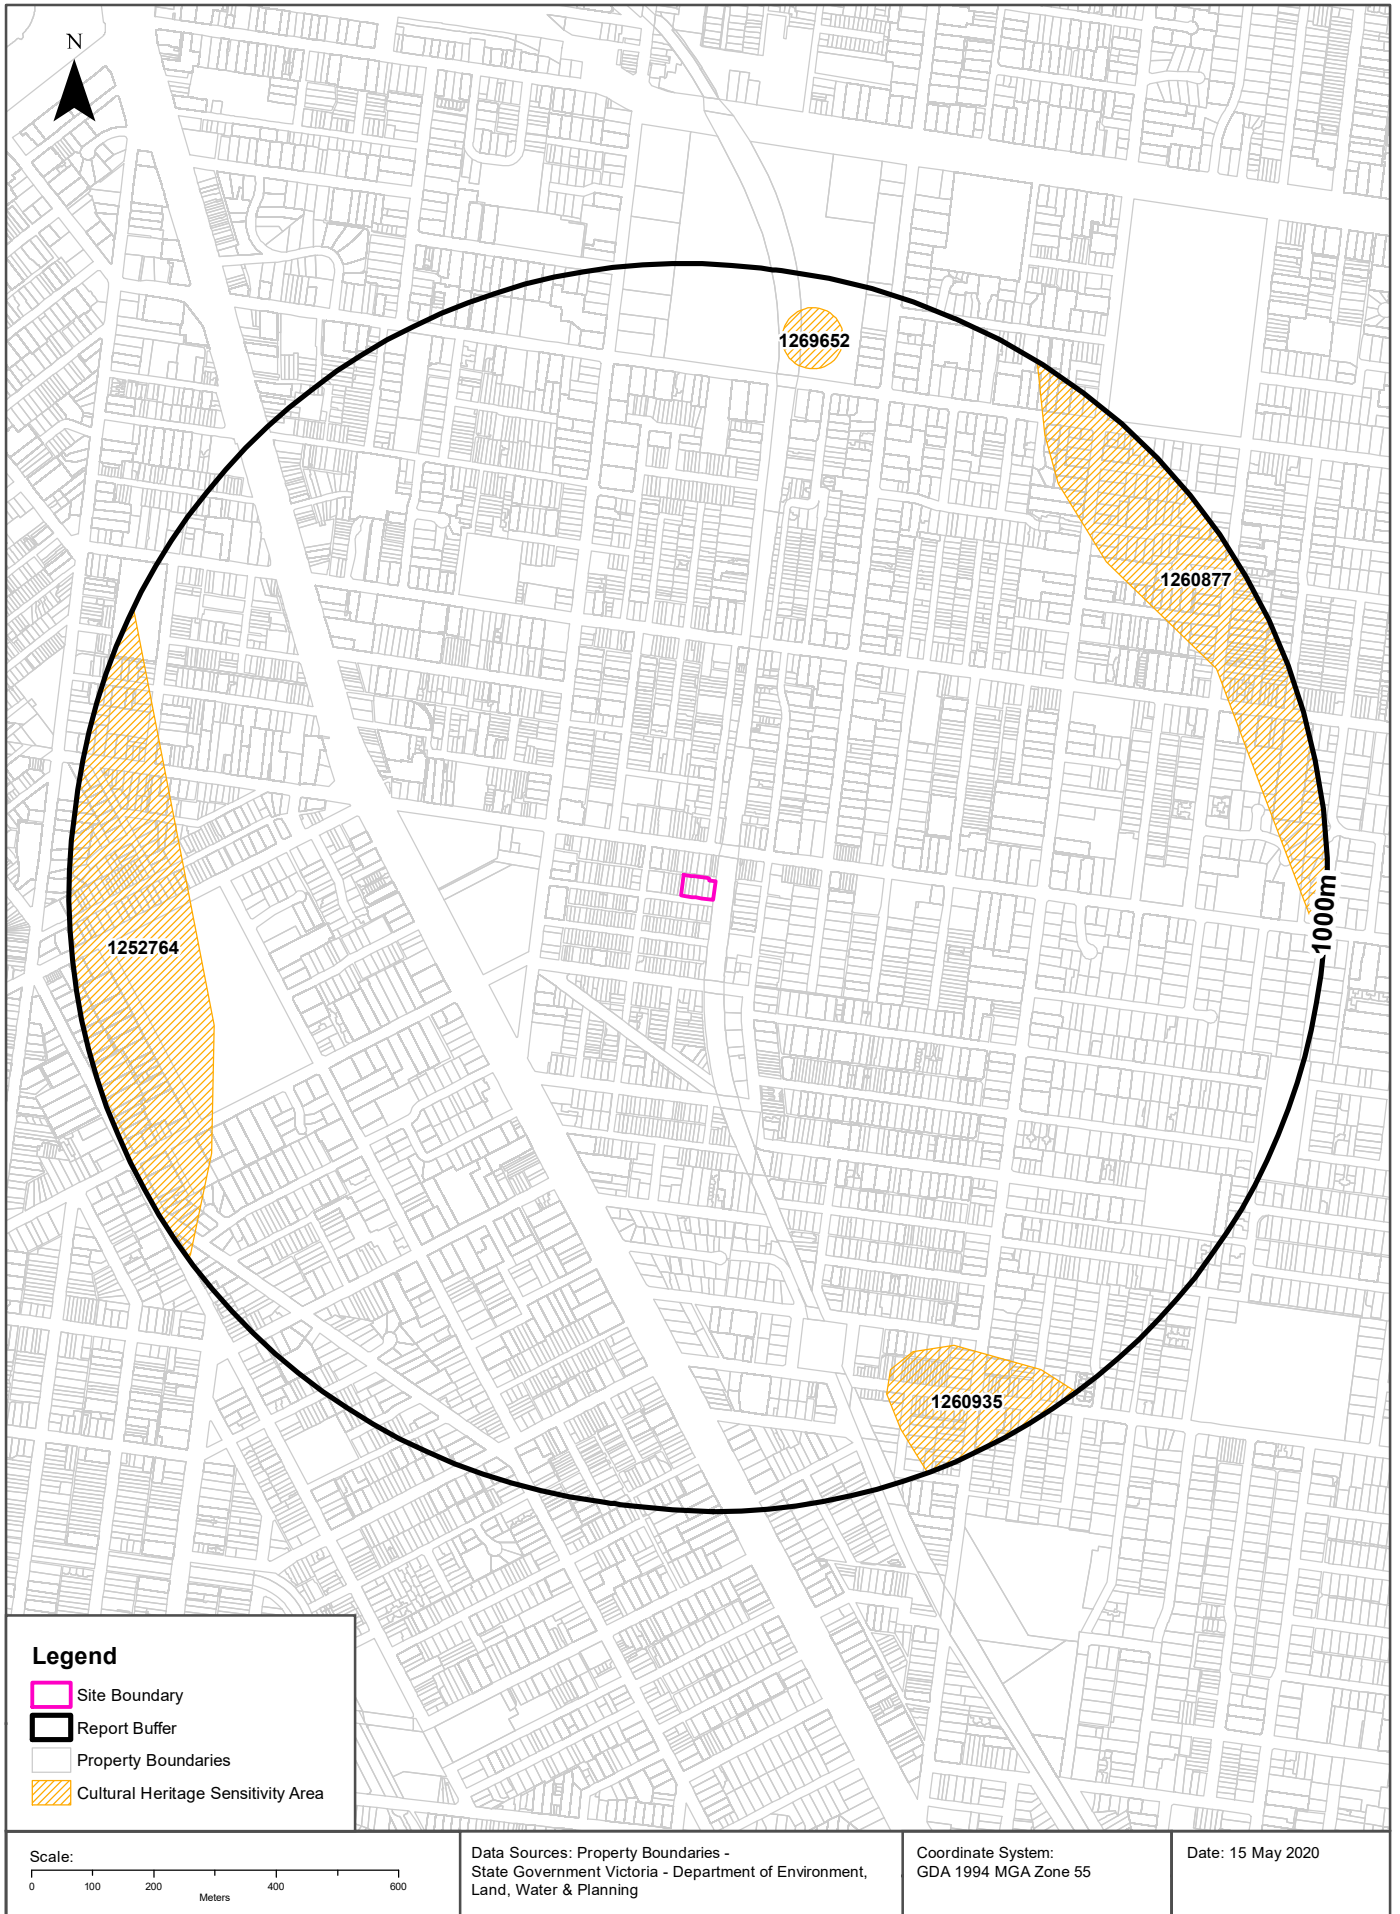 N
1269652
1260877
1252764
1000m
1260935
Legend
Site Boundary
Report Buffer
Property Boundaries
Cultural Heritage Sensitivity Area
Scale:
0 100 200 400 600
Meters
Data Sources: Property Boundaries -
State Government Victoria - Department of Environment,
Land, Water & Planning
Coordinate System:
GDA 1994 MGA Zone 55
Date: 15 May 2020